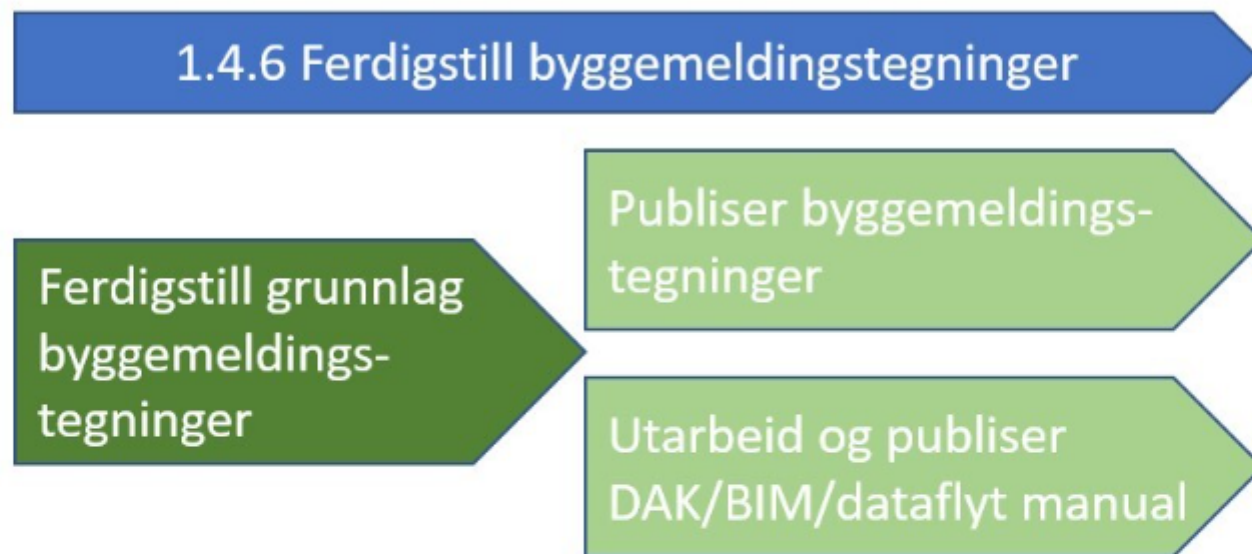 1.4.6 Ferdigstill byggemeldingstegninger
Ferdigstill grunnlag
byggemeldings-
tegninger
Publiser byggemeldings-
tegninger
Utarbeid og publiser
DAK/BIM/dataflyt manual